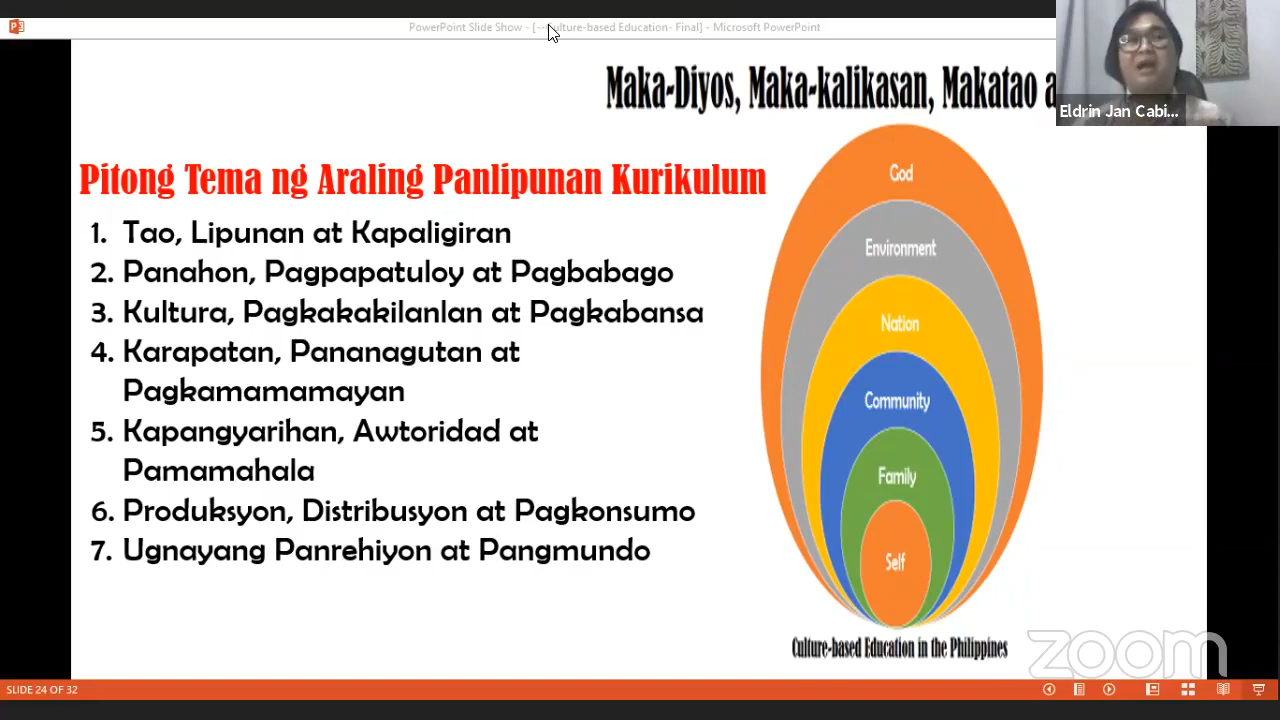 PowerPoint Slide Show - [--Culture-based Education- Final] - Microsoft PowerPoint
Maka-Diyos, Maka-kalikasan, Makatao a
Eldrin Jan Cabi...
Pitong Tema ng Araling Panlipunan Kurikulum
1. Tao, Lipunan at Kapaligiran
2. Panahon, Pagpapatuloy at Pagbabago
3. Kultura, Pagkakakilanlan at Pagkabansa
4. Karapatan, Pananagutan at
Pagkamamamayan
5. Kapangyarihan, Awtoridad at
Pamamahala
6. Produksyon, Distribusyon at Pagkonsumo
7. Ugnayang Panrehiyon at Pangmundo
God
Environment
Nation
Community
Family
Self
Culture-based Education in the Philippines
zoom
SLIDE 24 OF 32